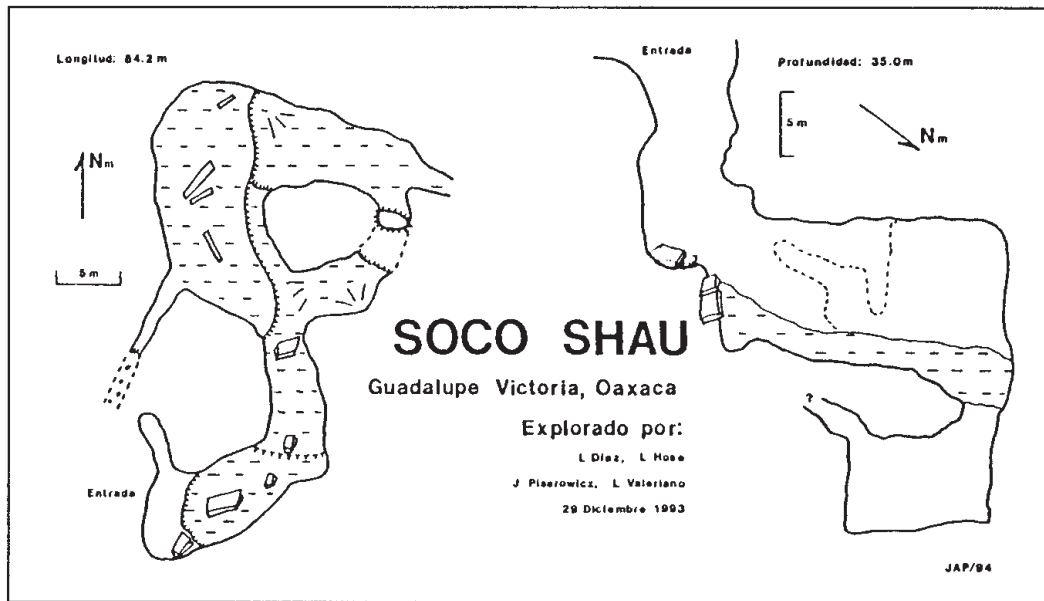 Longitud: 84.2 m
Entrada
Profundidad: 35.0m
5 m
Nm
Nm
5 m
SOCO SHAU
Guadalupe Victoria, Oaxaca
Explorado por:
L Diaz, L Hose
J Pisarowicz, L Valeriano
29 Diciembre 1993
?
Entrada
JAP/94